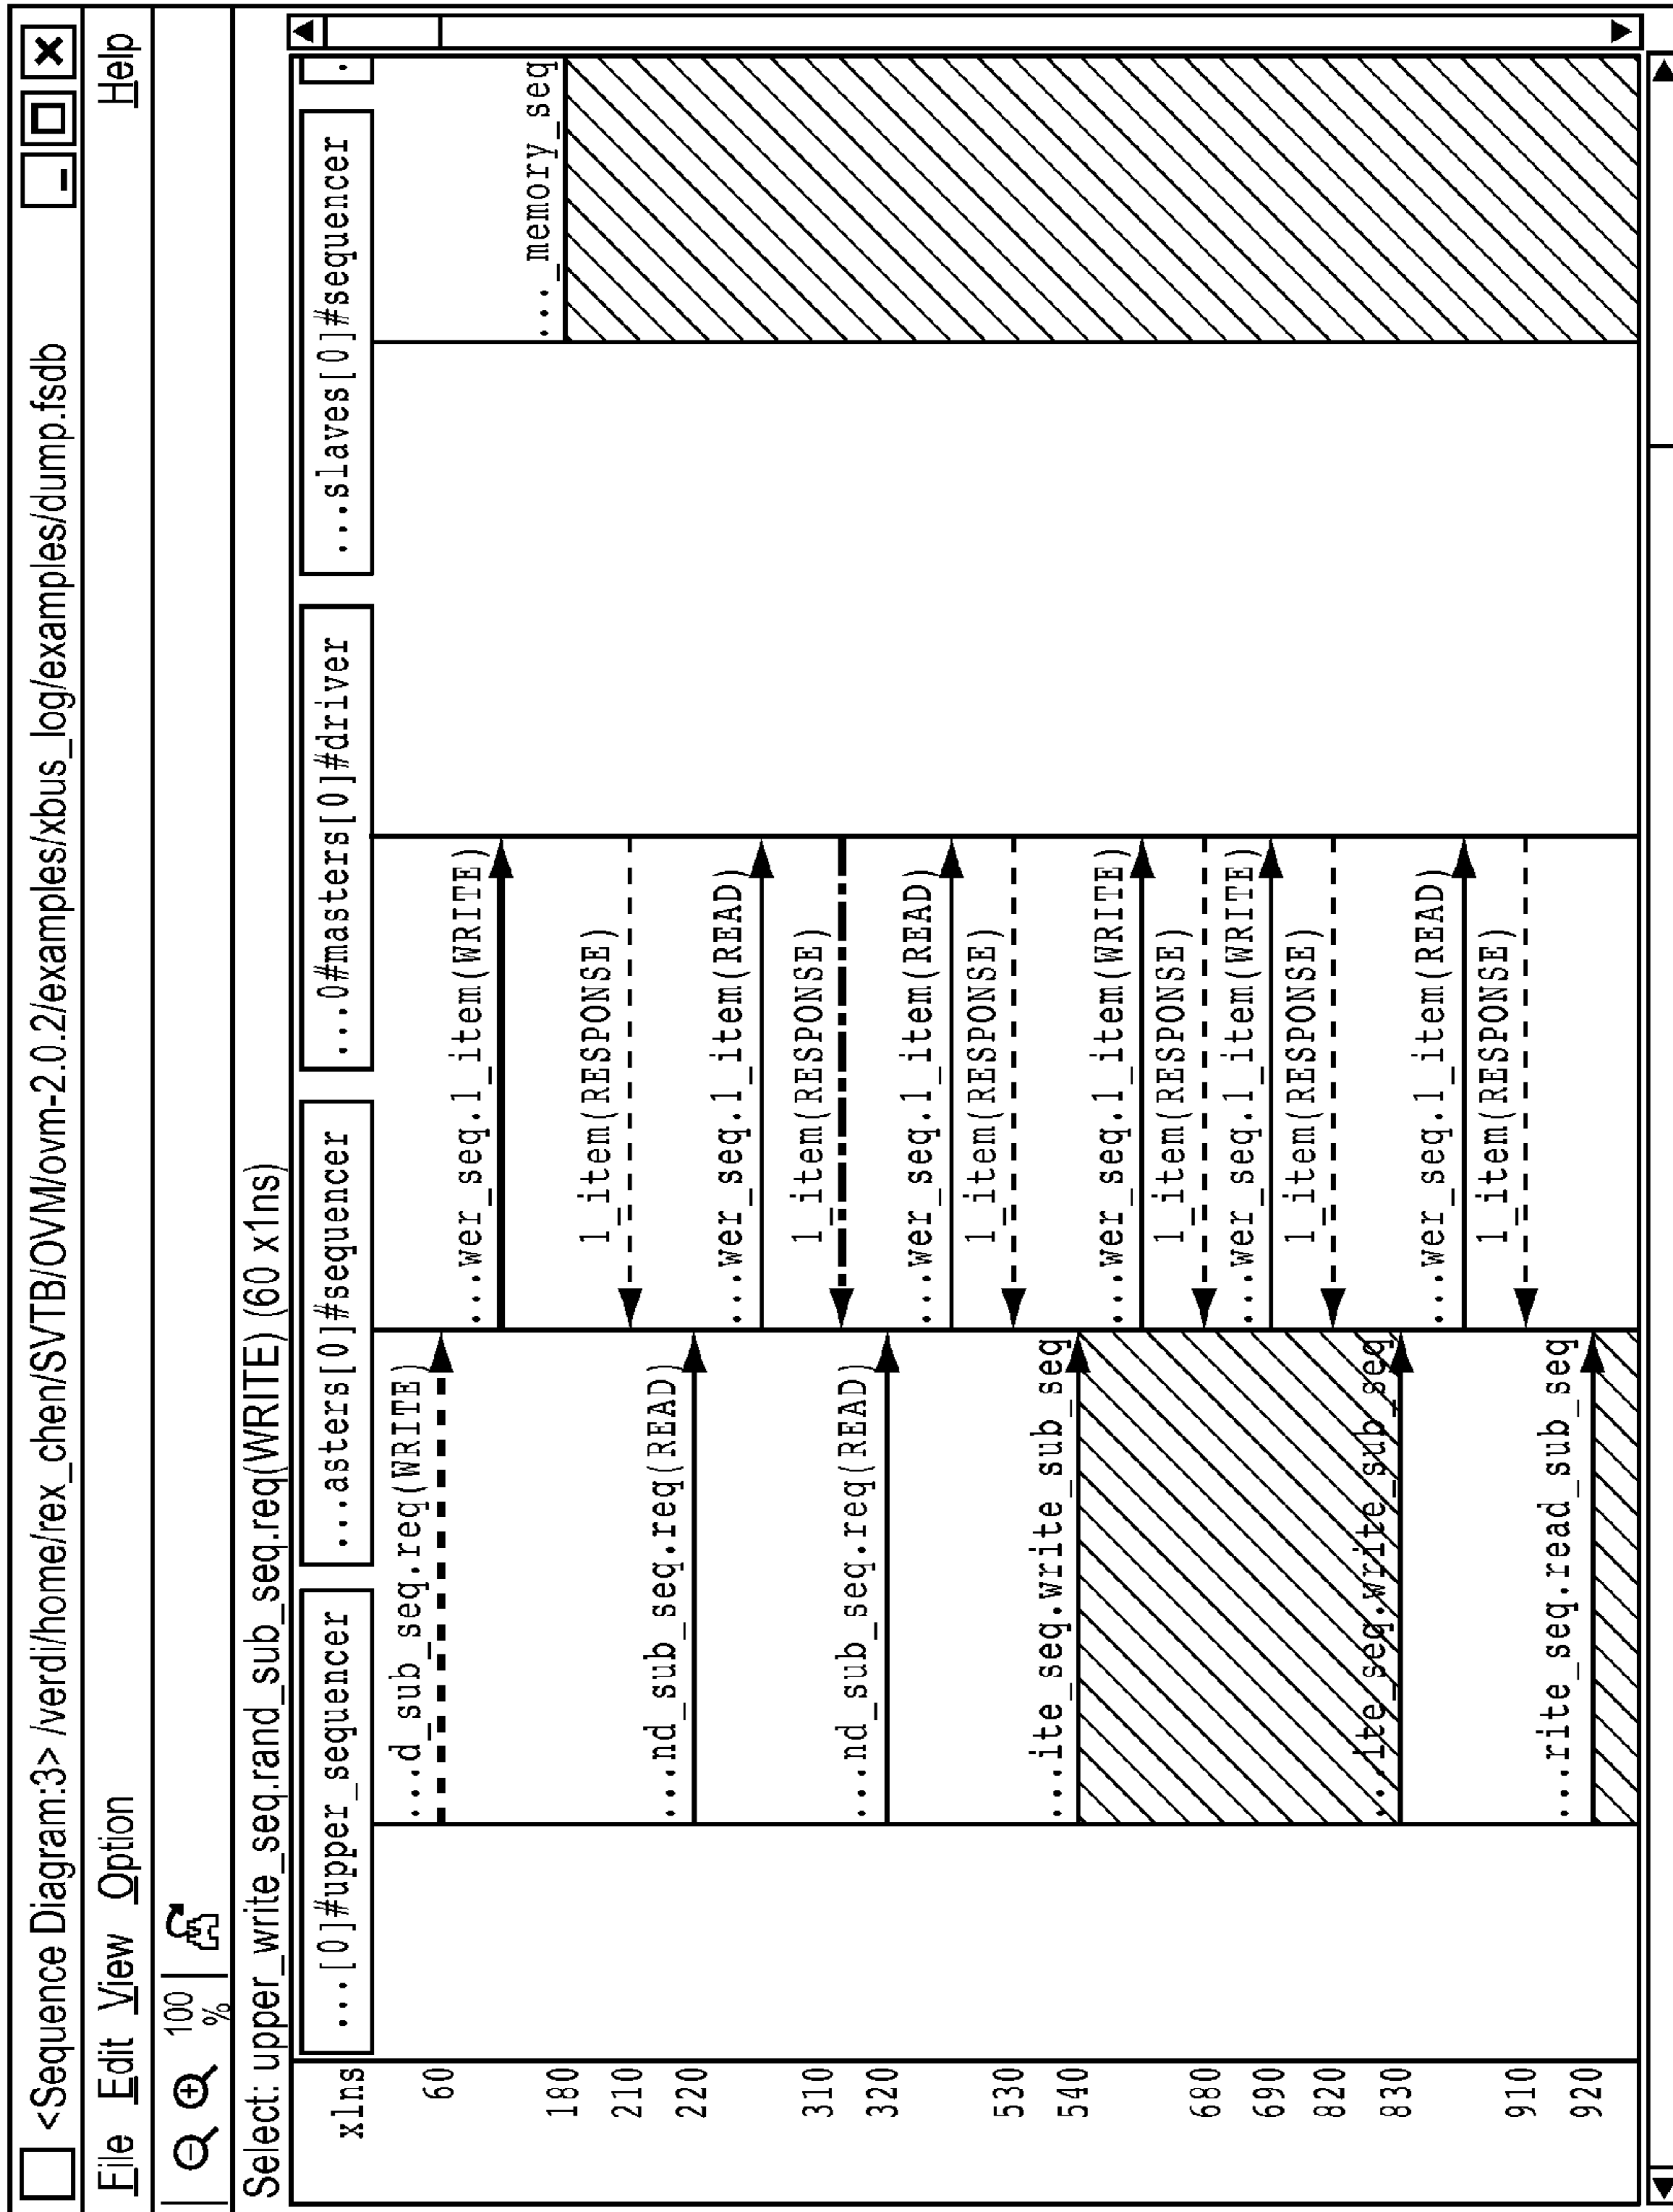 <Sequence Diagram:3> /verdi/home/rex_chen/SVTB/OVM/ovm-2.0.2/examples/xbus_log/examples/dump.fsdb
File Edit View Option Help
100
%
Select: upper_write_seq.rand_sub_seq.req(WRITE) (60 x1ns)
x1ns ...[0]#upper_sequencer ...asters[0]#sequencer ...0#masters[0]#driver ...slaves[0]#sequencer .
...d_sub_seq.req(WRITE)
60
...wer_seq.1_item(WRITE)
..._memory_seq
180
1_item(RESPONSE)
210
...nd_sub_seq.req(READ)
220
...wer_seq.1_item(READ)
1_item(RESPONSE)
310
...nd_sub_seq.req(READ)
320
...wer_seq.1_item(READ)
1_item(RESPONSE)
530
...ite_seq.write_sub_seq
540
...wer_seq.1_item(WRITE)
1_item(RESPONSE)
680
...wer_seq.1_item(WRITE)
690
1_item(RESPONSE)
820
...ite_seq.write_sub_seq
830
...wer_seq.1_item(READ)
1_item(RESPONSE)
910
...rite_seq.read_sub_seq
920